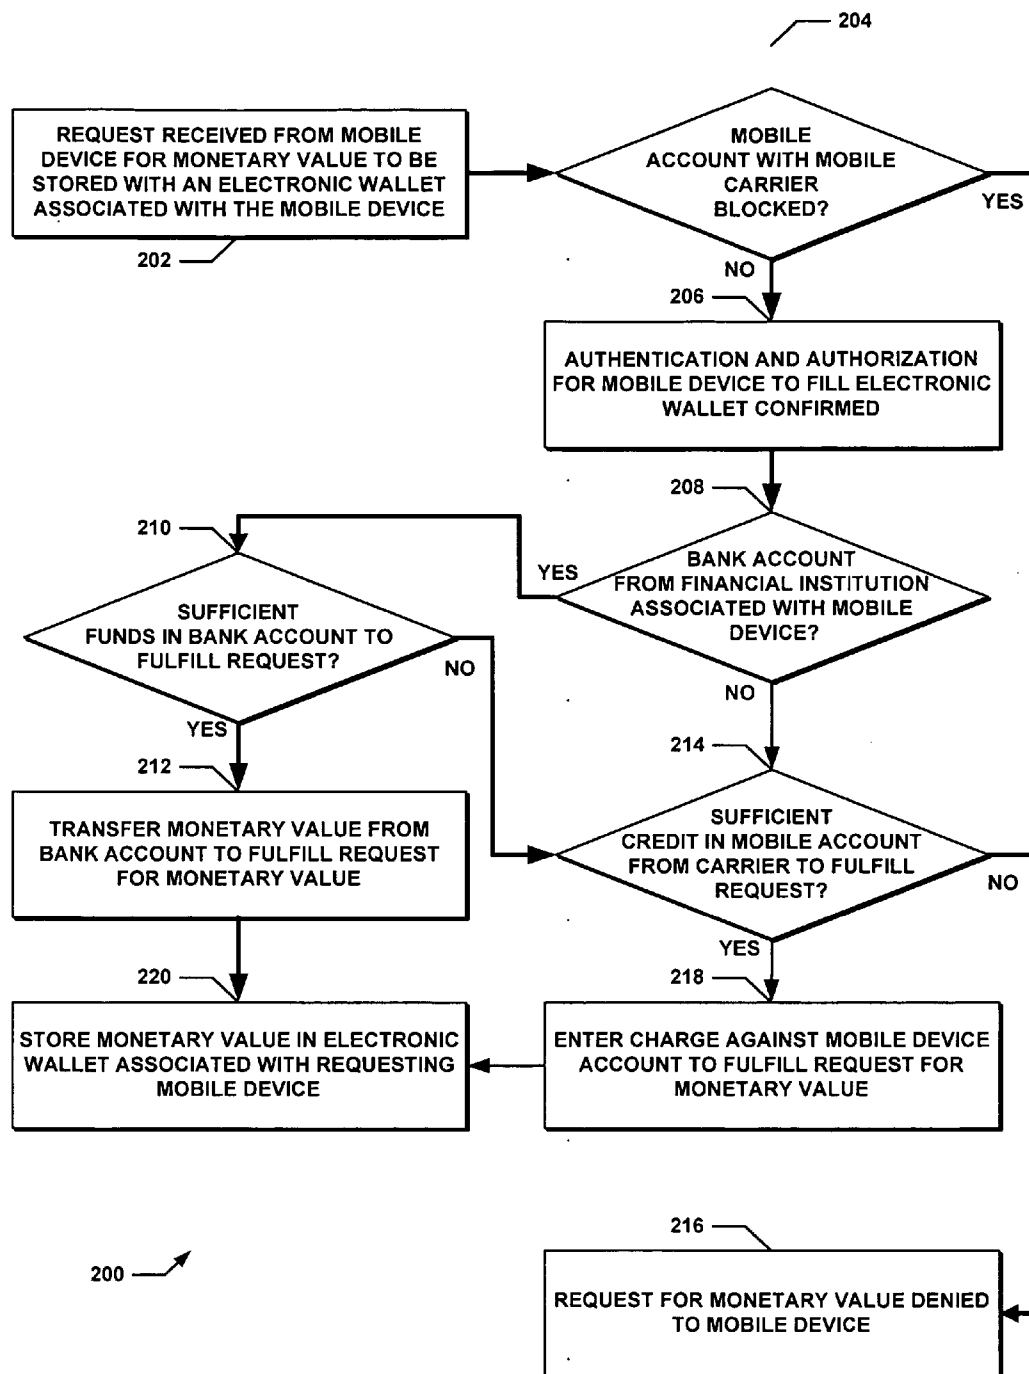 204
REQUEST RECEIVED FROM MOBILE
DEVICE FOR MONETARY VALUE TO BE
STORED WITH AN ELECTRONIC WALLET
ASSOCIATED WITH THE MOBILE DEVICE
202
MOBILE
ACCOUNT WITH MOBILE
CARRIER
BLOCKED?
YES
NO
206
AUTHENTICATION AND AUTHORIZATION
FOR MOBILE DEVICE TO FILL ELECTRONIC
WALLET CONFIRMED
208
BANK ACCOUNT
FROM FINANCIAL INSTITUTION
ASSOCIATED WITH MOBILE
DEVICE?
YES
NO
210
SUFFICIENT
FUNDS IN BANK ACCOUNT TO
FULFILL REQUEST?
NO
YES
212
TRANSFER MONETARY VALUE FROM
BANK ACCOUNT TO FULFILL REQUEST
FOR MONETARY VALUE
214
SUFFICIENT
CREDIT IN MOBILE ACCOUNT
FROM CARRIER TO FULFILL
REQUEST?
NO
YES
218
ENTER CHARGE AGAINST MOBILE DEVICE
ACCOUNT TO FULFILL REQUEST FOR
MONETARY VALUE
220
STORE MONETARY VALUE IN ELECTRONIC
WALLET ASSOCIATED WITH REQUESTING
MOBILE DEVICE
216
REQUEST FOR MONETARY VALUE DENIED
TO MOBILE DEVICE
200